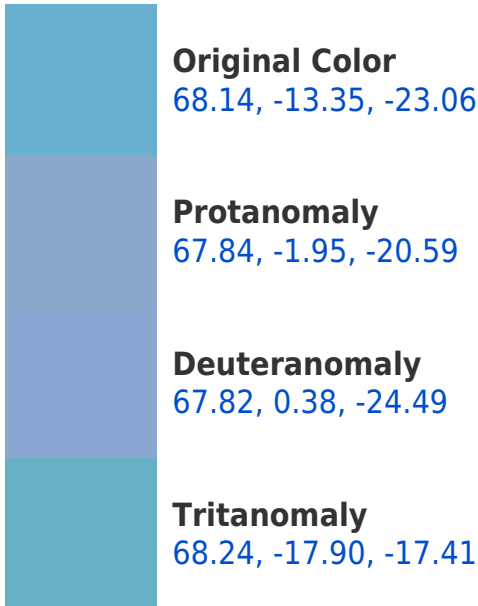 Original Color
68.14, -13.35, -23.06
Protanomaly
67.84, -1.95, -20.59
Deuteranomaly
67.82, 0.38, -24.49
Tritanomaly
68.24, -17.90, -17.41